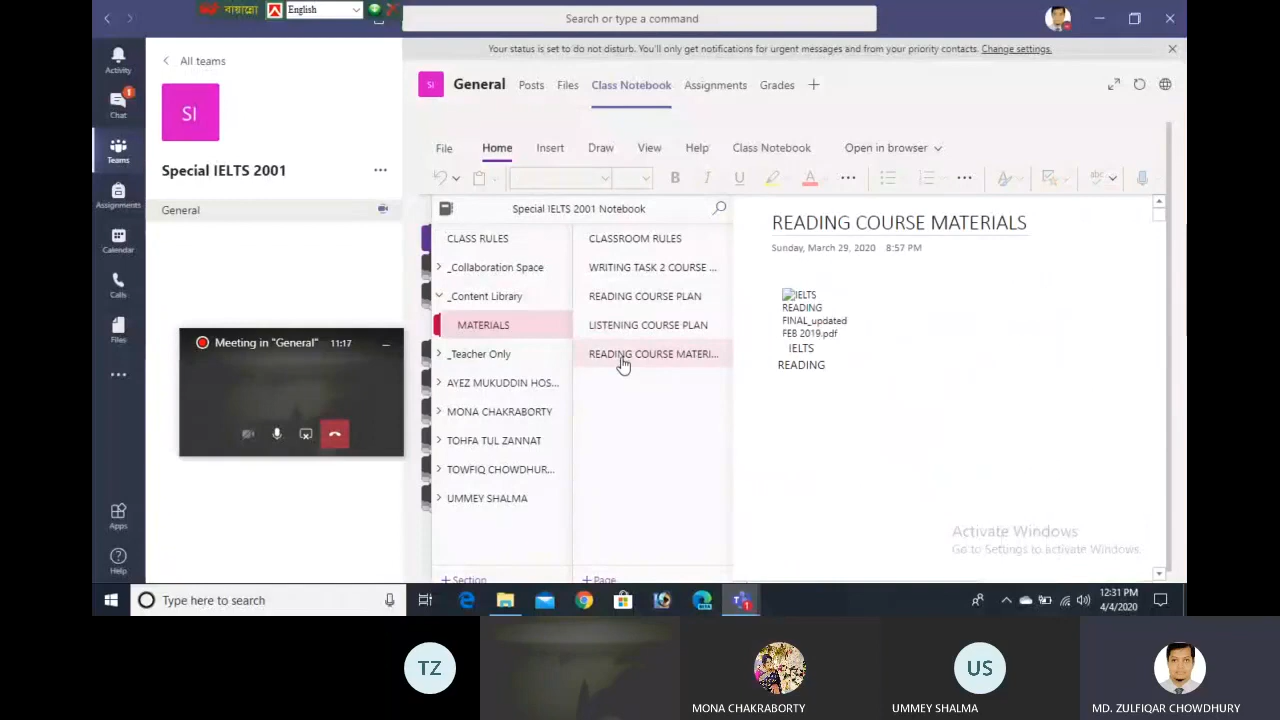 বায়ান্নো
English
Search or type a command
Your status is set to do not disturb. You'll only get notifications for urgent messages and from your priority contacts. Change settings.
Activity
Chat
1
Teams
Assignments
Calendar
Calls
Files
Apps
Help
All teams
SI
Special IELTS 2001
General
Meeting in "General"
11:17
SI
General
Posts
Files
Class Notebook
Assignments
Grades
File
Home
Insert
Draw
View
Help
Class Notebook
Open in browser
B
I
U
A
abc
Special IELTS 2001 Notebook
CLASS RULES
_Collaboration Space
_Content Library
MATERIALS
_Teacher Only
AYEZ MUKUDDIN HOS...
MONA CHAKRABORTY
TOHFA TUL ZANNAT
TOWFIQ CHOWDHUR...
UMMEY SHALMA
+ Section
CLASSROOM RULES
WRITING TASK 2 COURSE ...
READING COURSE PLAN
LISTENING COURSE PLAN
READING COURSE MATERI...
+ Page
READING COURSE MATERIALS
Sunday, March 29, 2020 8:57 PM
IELTS
READING
FINAL_updated
FEB 2019.pdf
IELTS
READING
Activate Windows
Go to Settings to activate Windows.
Type here to search
1
12:31 PM
4/4/2020
TZ
US
MONA CHAKRABORTY
UMMEY SHALMA
MD. ZULFIQAR CHOWDHURY